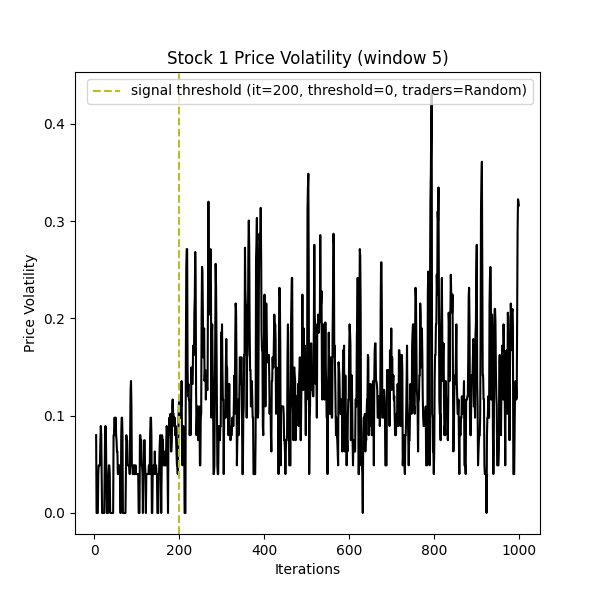 Stock 1 Price Volatility (window 5)
signal threshold (it=200, threshold=0, traders=Random)
0.4
0.3
0.2
0.1
0.0
Price Volatility
0 200 400 600 800 1000
Iterations